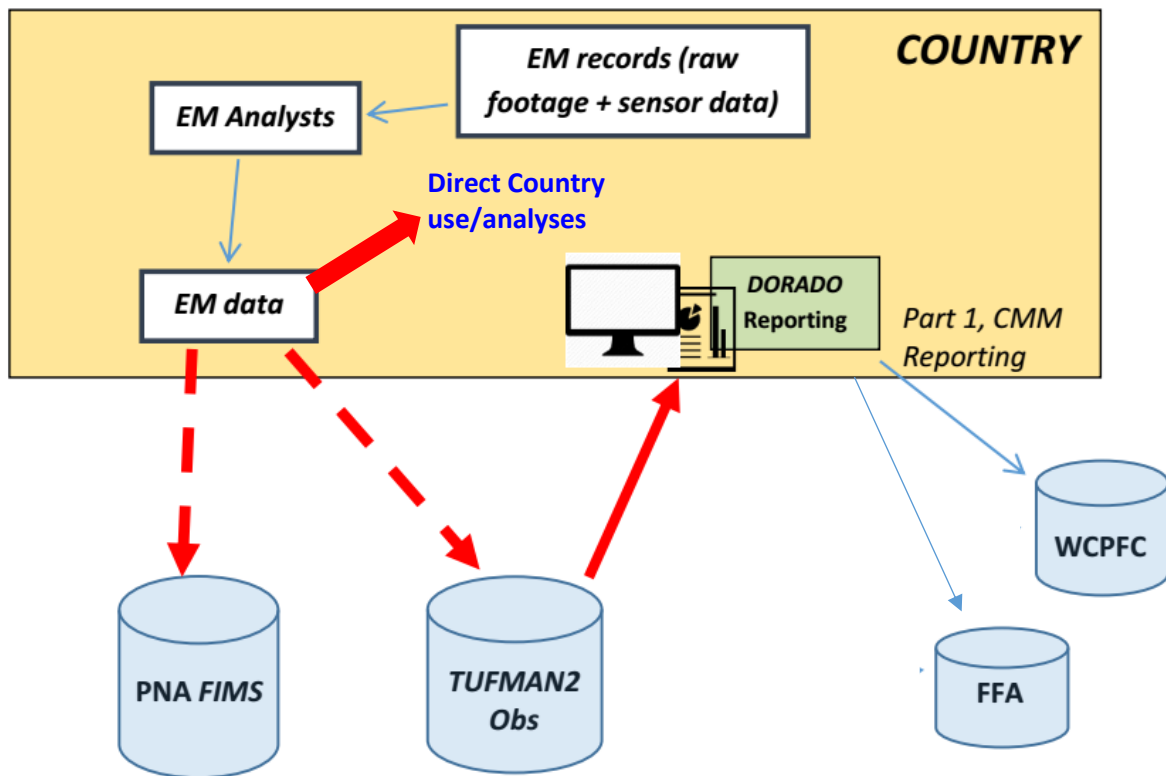 COUNTRY
EM records (raw
footage + sensor data)
EM Analysts
Direct Country
use/analyses
EM data
DORADO
Reporting
Part 1, CMM
Reporting
WCPFC
PNA FIMS
TUFMAN2
Obs
FFA